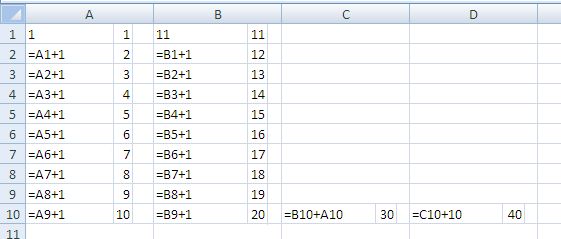 A B C D
1 1 1 11 11
2 =A1+1 2 =B1+1 12
3 =A2+1 3 =B2+1 13
4 =A3+1 4 =B3+1 14
5 =A4+1 5 =B4+1 15
6 =A5+1 6 =B5+1 16
7 =A6+1 7 =B6+1 17
8 =A7+1 8 =B7+1 18
9 =A8+1 9 =B8+1 19
10 =A9+1 10 =B9+1 20 =B10+A10 30 =C10+10 40
11